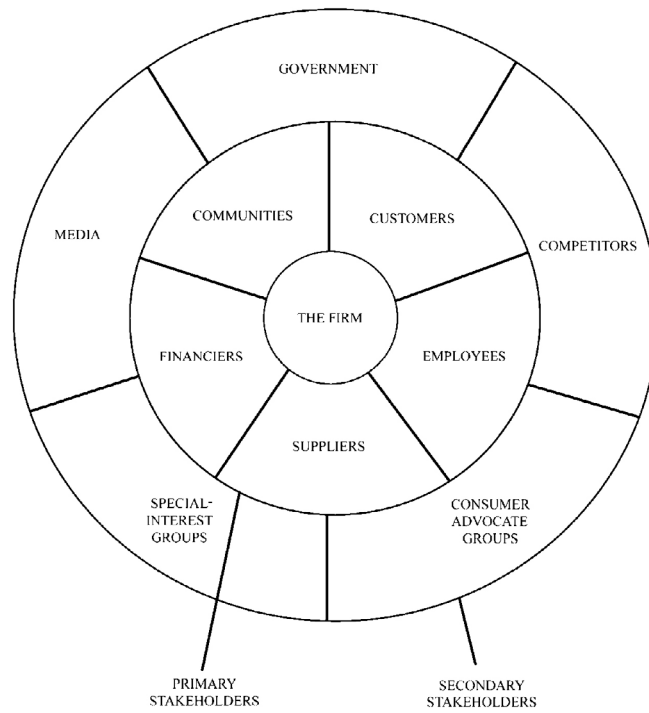 GOVERNMENT
COMMUNITIES
CUSTOMERS
MEDIA
COMPETITORS
THE FIRM
FINANCIERS
EMPLOYEES
SUPPLIERS
SPECIAL-
INTEREST
GROUPS
CONSUMER
ADVOCATE
GROUPS
PRIMARY
STAKEHOLDERS
SECONDARY
STAKEHOLDERS